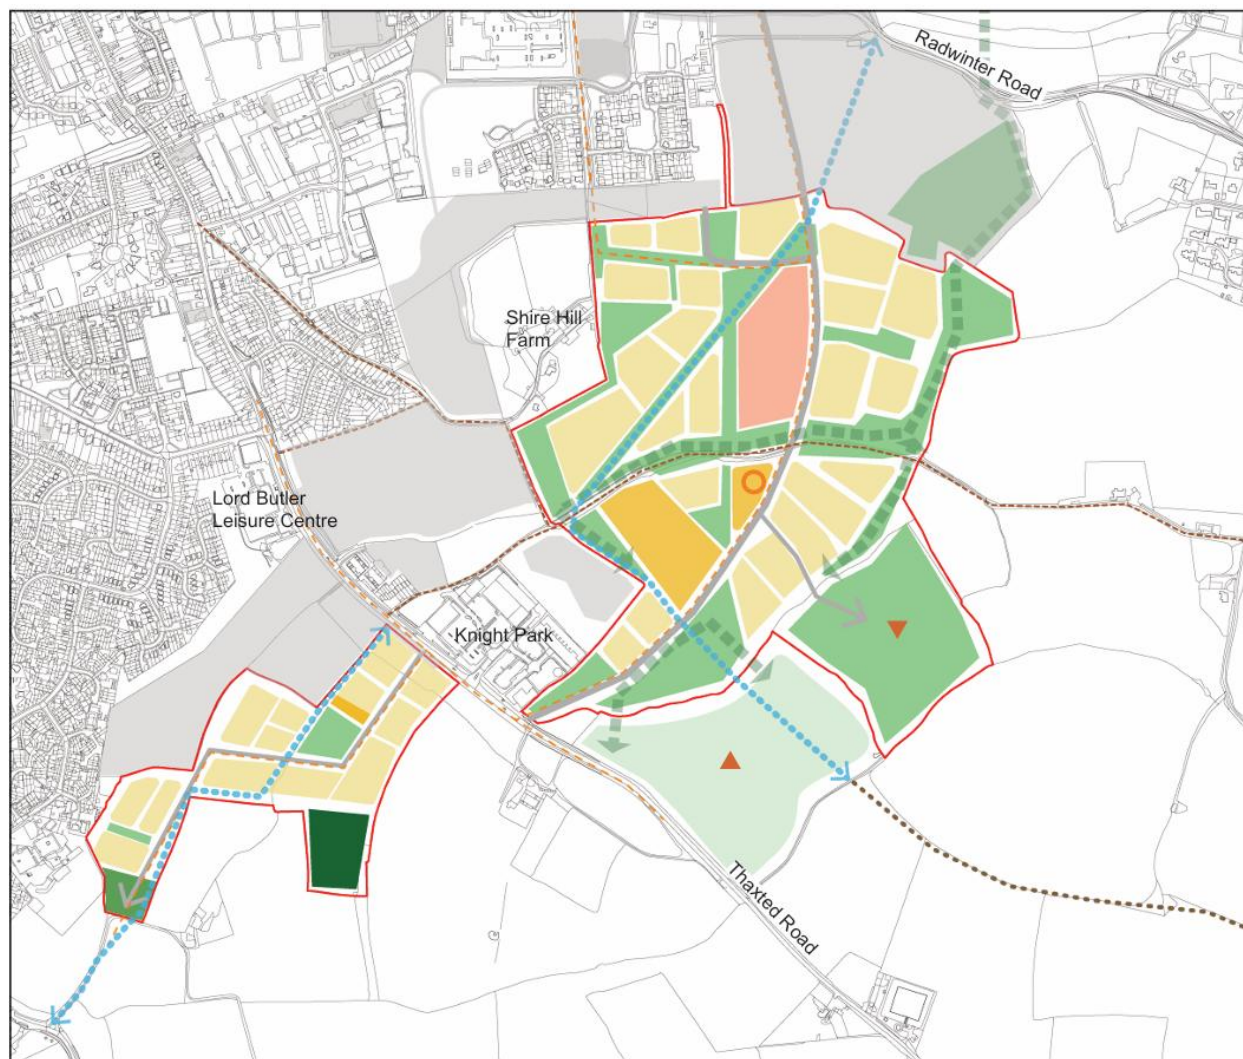 Radwinter Road
Shire Hill
Farm
Lord Butler
Leisure Centre
Knight Park
Thaxted Road